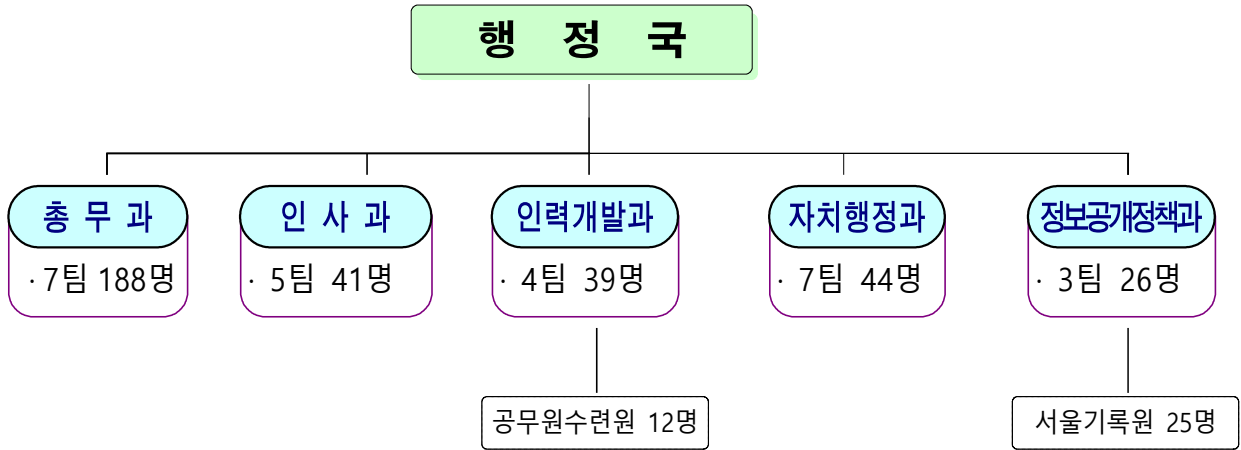 행 정 국
총 무 과
· 7팀 188명
인 사 과
· 5팀 41명
인력개발과
· 4팀 39명
자치행정과
· 7팀 44명
정보공개정책과
· 3팀 26명
공무원수련원 12명
서울기록원 25명